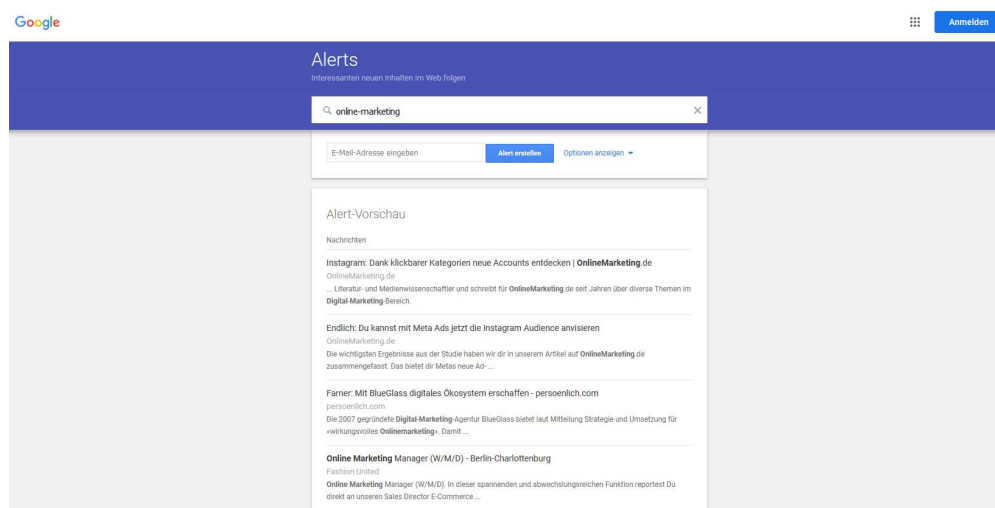 Google
Anmelden
Alerts
Interessanten neuen Inhalten im Web folgen
online-marketing
E-Mail-Adresse eingeben
Alert erstellen
Optionen anzeigen
Alert-Vorschau
Nachrichten
Instagram: Dank klickbarer Kategorien neue Accounts entdecken | OnlineMarketing.de
OnlineMarketing.de
... Literatur- und Medienwissenschaftler und schreibt für OnlineMarketing.de seit Jahren über diverse Themen im
Digital-Marketing-Bereich.
Endlich: Du kannst mit Meta Ads jetzt die Instagram Audience anvisieren
OnlineMarketing.de
Die wichtigsten Ergebnisse aus der Studie haben wir dir in unserem Artikel auf OnlineMarketing.de
zusammengefasst. Das bietet dir Metas neue Ad- ...
Farner: Mit BlueGlass digitales Ökosystem erschaffen - persoenlich.com
persoenlich.com
Die 2007 gegründete Digital-Marketing-Agentur BlueGlass bietet laut Mitteilung Strategie und Umsetzung für
«wirkungsvolles Onlinemarketing». Damit ...
Online Marketing Manager (W/M/D) - Berlin-Charlottenburg
Fashion United
Online Marketing Manager (W/M/D). In dieser spannenden und abwechslungsreichen Funktion reportest Du
direkt an unseren Sales Director E-Commerce ...